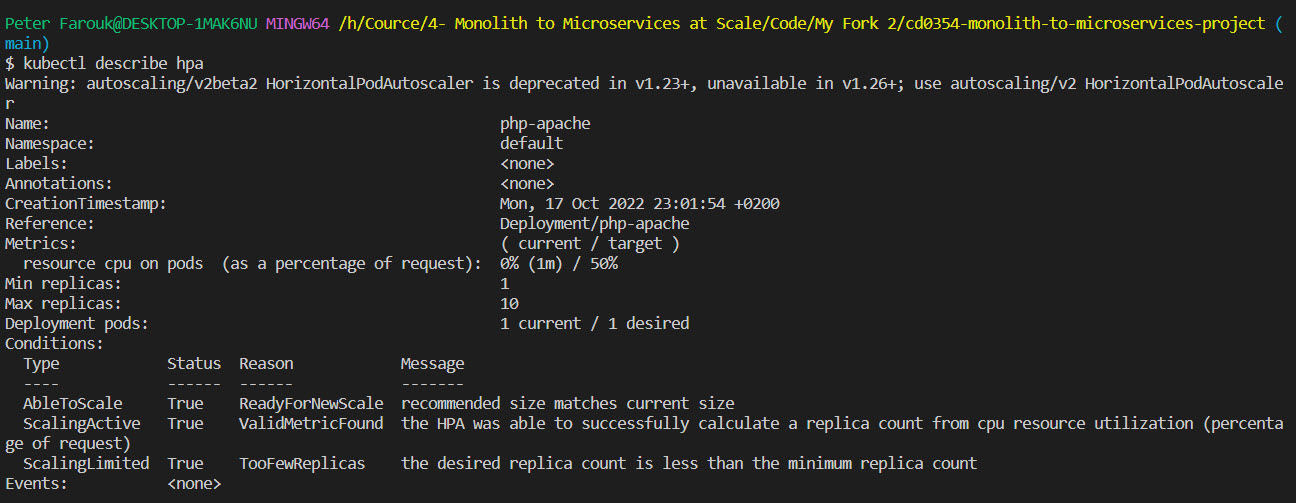 Peter Farouk@DESKTOP-1MAK6NU MINGW64 /h/Cource/4- Monolith to Microservices at Scale/Code/My Fork 2/cd0354-monolith-to-microservices-project (
main)
$ kubectl describe hpa
Warning: autoscaling/v2beta2 HorizontalPodAutoscaler is deprecated in v1.23+, unavailable in v1.26+; use autoscaling/v2 HorizontalPodAutoscale
r
Name:                                                  php-apache
Namespace:                                             default
Labels:                                                <none>
Annotations:                                           <none>
CreationTimestamp:                                     Mon, 17 Oct 2022 23:01:54 +0200
Reference:                                             Deployment/php-apache
Metrics:                                               ( current / target )
  resource cpu on pods  (as a percentage of request):  0% (1m) / 50%
Min replicas:                                          1
Max replicas:                                          10
Deployment pods:                                       1 current / 1 desired
Conditions:
  Type            Status  Reason            Message
  ----            ------  ------            -------
  AbleToScale     True    ReadyForNewScale  recommended size matches current size
  ScalingActive   True    ValidMetricFound  the HPA was able to successfully calculate a replica count from cpu resource utilization (percenta
ge of request)
  ScalingLimited  True    TooFewReplicas    the desired replica count is less than the minimum replica count
Events:           <none>